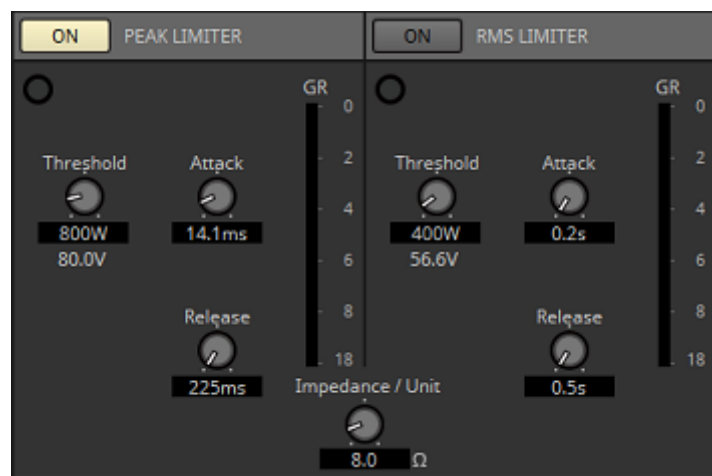 ON PEAK LIMITER
GR
0
2
4
6
8
18
Threshold
800W
80.0V
Attack
14.1ms
Release
225ms
ON RMS LIMITER
GR
0
2
4
6
8
18
Threshold
400W
56.6V
Attack
0.2s
Release
0.5s
Impedance / Unit
8.0 Ω